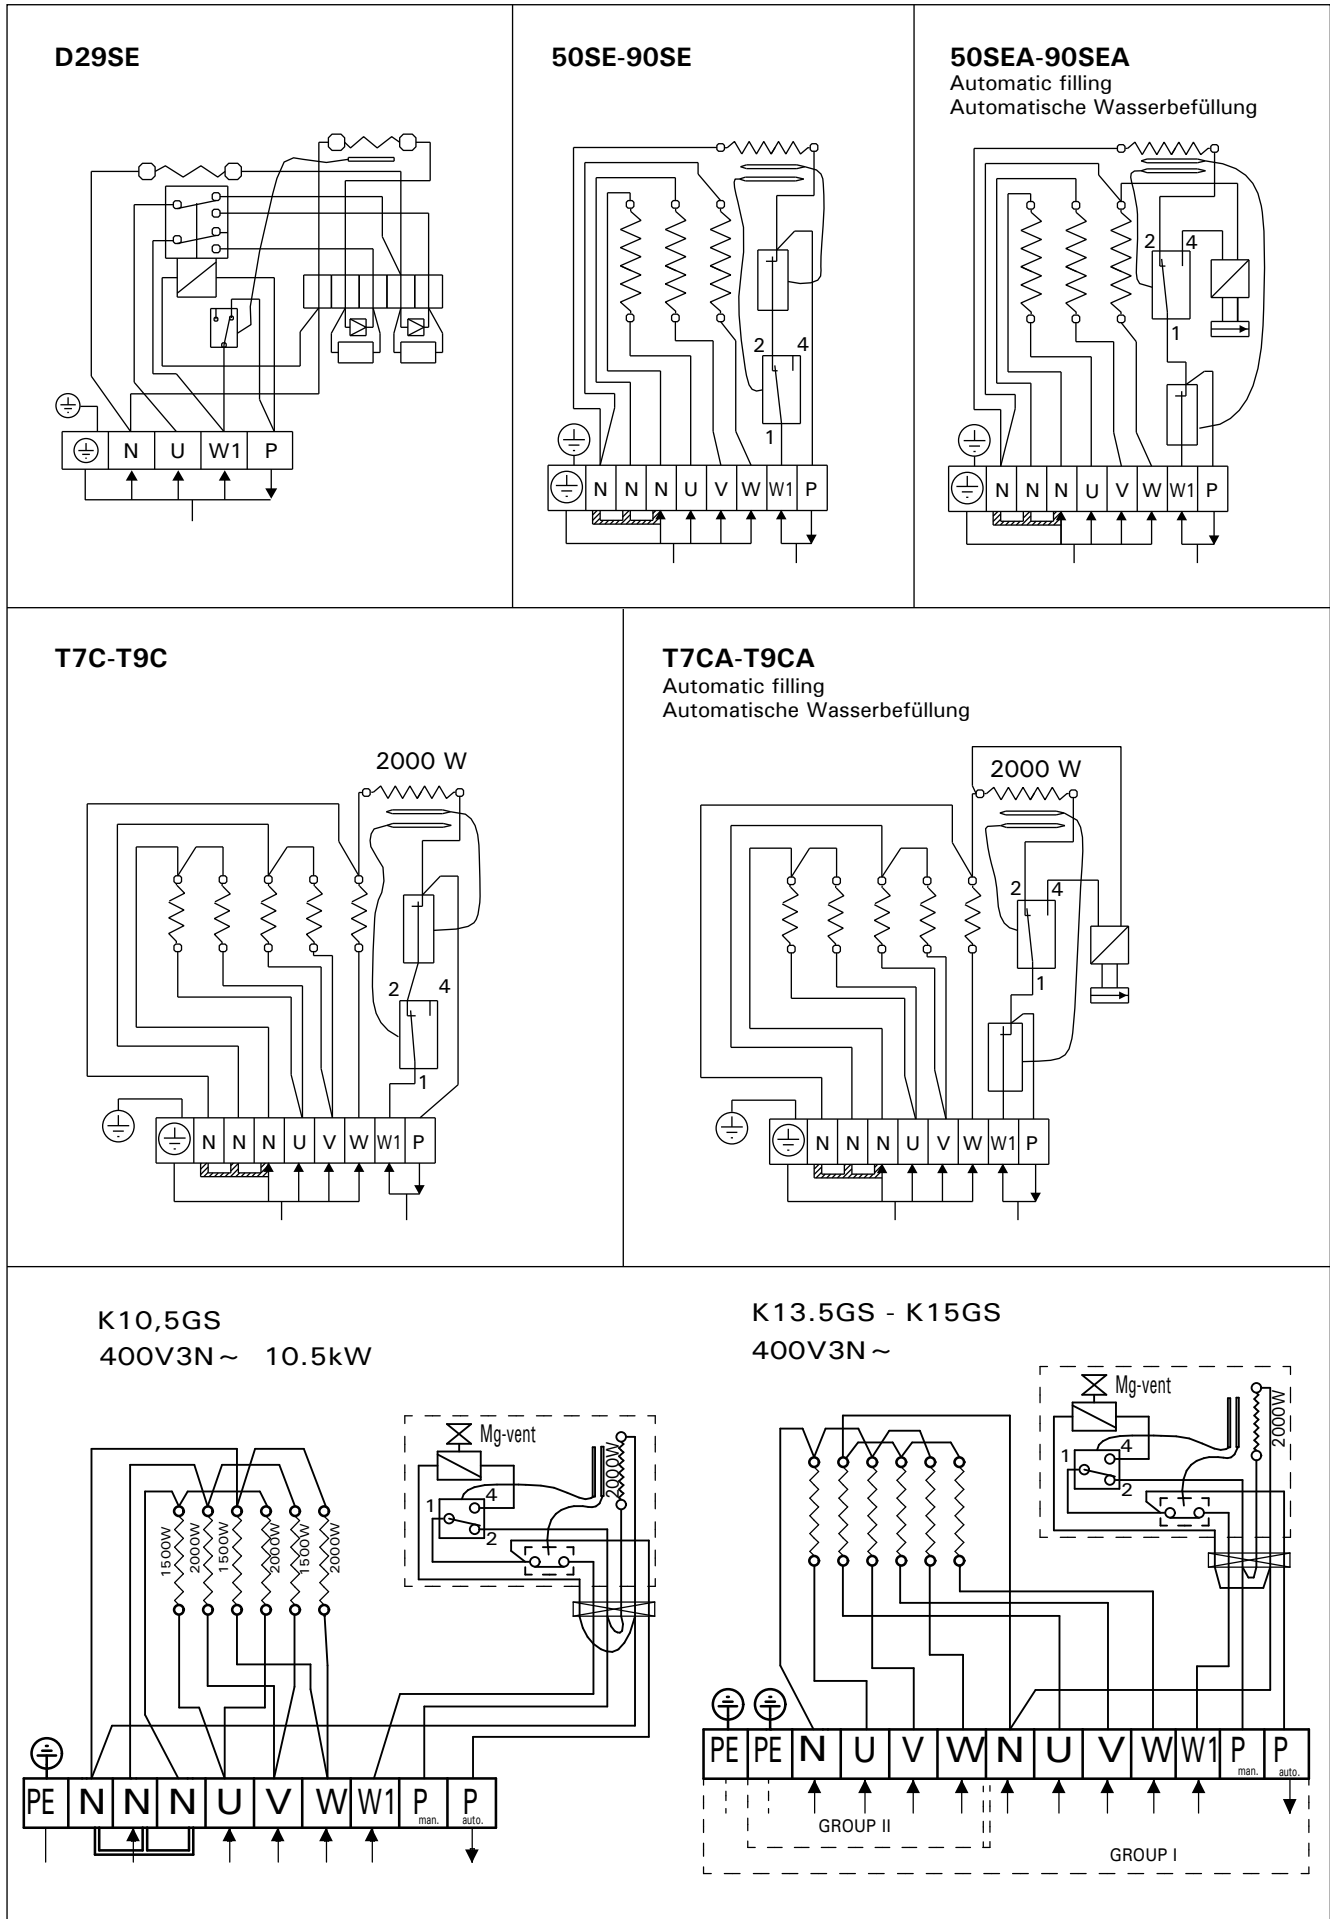 D29SE
N U W1 P
50SE-90SE
2 4
1
N N N U V W W1 P
50SEA-90SEA
Automatic filling
Automatische Wasserbefüllung
2 4
1
N N N U V W W1 P
T7C-T9C
2000 W
2 4
1
N N N U V W W1 P
T7CA-T9CA
Automatic filling
Automatische Wasserbefüllung
2000 W
2 4
1
N N N U V W W1 P
K10,5GS
400V3N~ 10.5kW
Mg-vent
2000W
1 4
2
1500W 2000W 1500W 2000W 1500W 2000W
PE N N N U V W W1 P P
man. auto.
K13.5GS - K15GS
400V3N~
Mg-vent
2000W
1 4
2
PE PE N U V W N U V W W1 P P
man. auto.
GROUP II
GROUP I